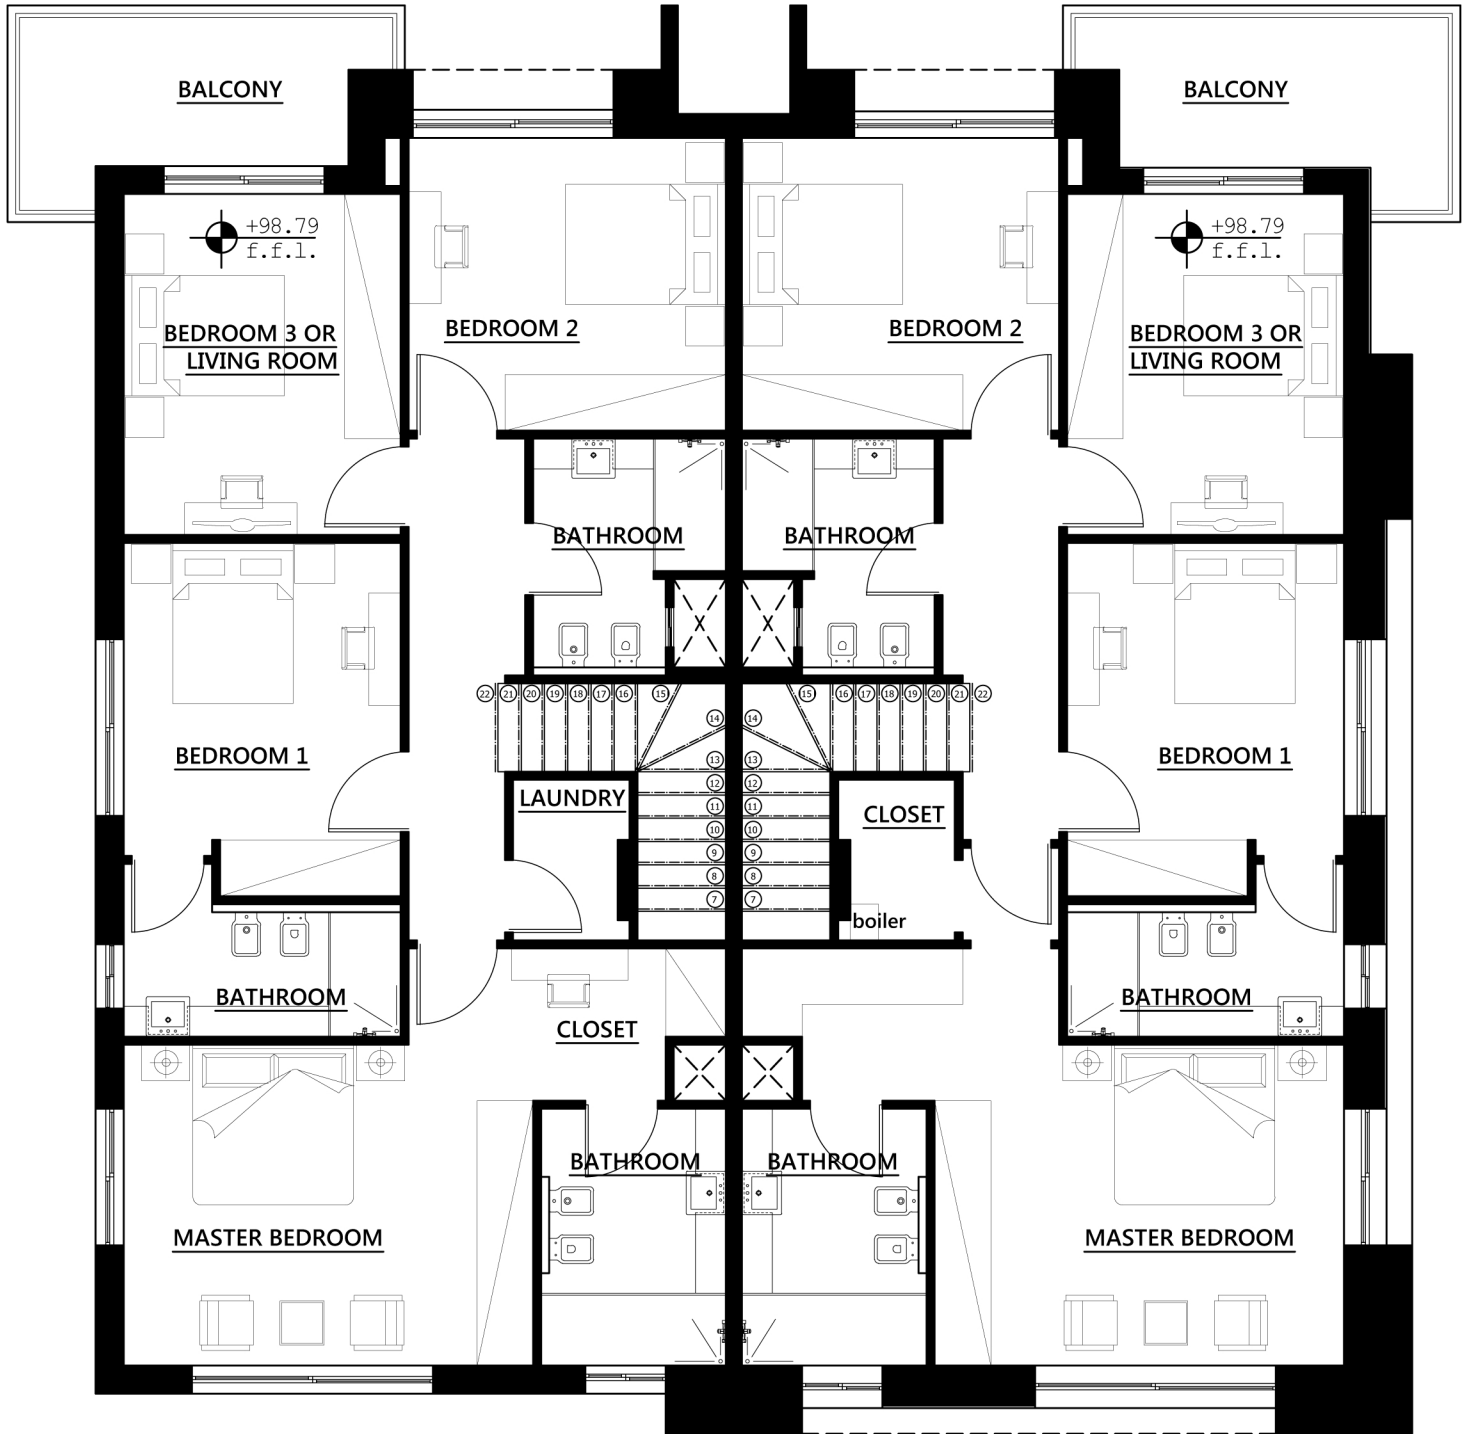 BALCONY
BALCONY
+98.79
f.f.l.
+98.79
f.f.l.
BEDROOM 3 OR
LIVING ROOM
BEDROOM 2
BEDROOM 2
BEDROOM 3 OR
LIVING ROOM
BATHROOM
BATHROOM
22 21 20 19 18 17 16 15
15 16 17 18 19 20 21 22
14
14
13
13
12
12
11
11
10
10
9
9
8
8
7
7
BEDROOM 1
BEDROOM 1
LAUNDRY
CLOSET
boiler
BATHROOM
BATHROOM
CLOSET
BATHROOM
BATHROOM
MASTER BEDROOM
MASTER BEDROOM